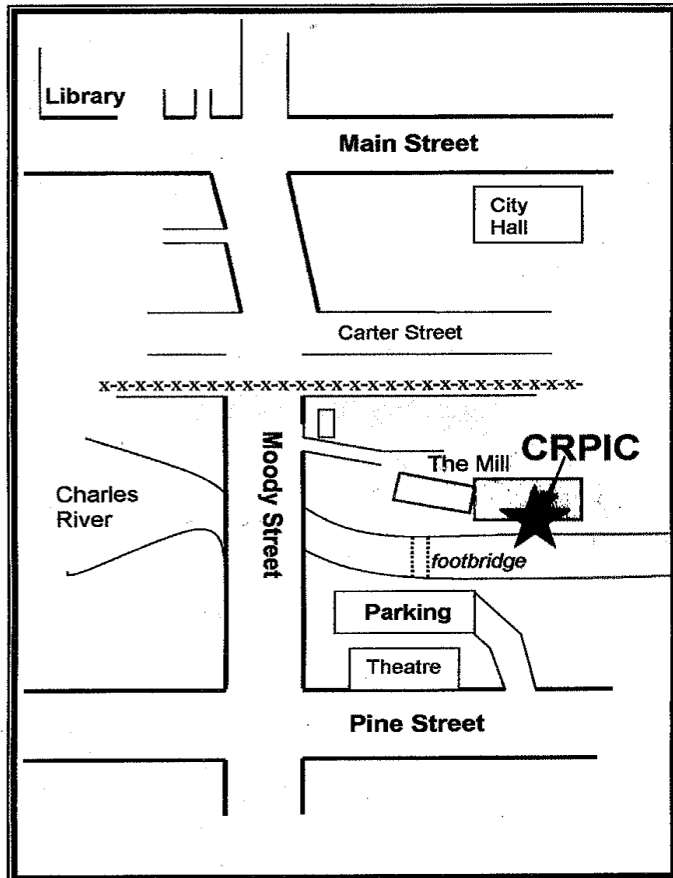 Library
Main Street
City
Hall
Carter Street
x-x-x-x-x-x-x-x-x-x-x-x-x-x-x-x-x-x-x-x-x-x-x-x-x-x-x-
Moody Street
The Mill
CRPIC
Charles
River
footbridge
Parking
Theatre
Pine Street